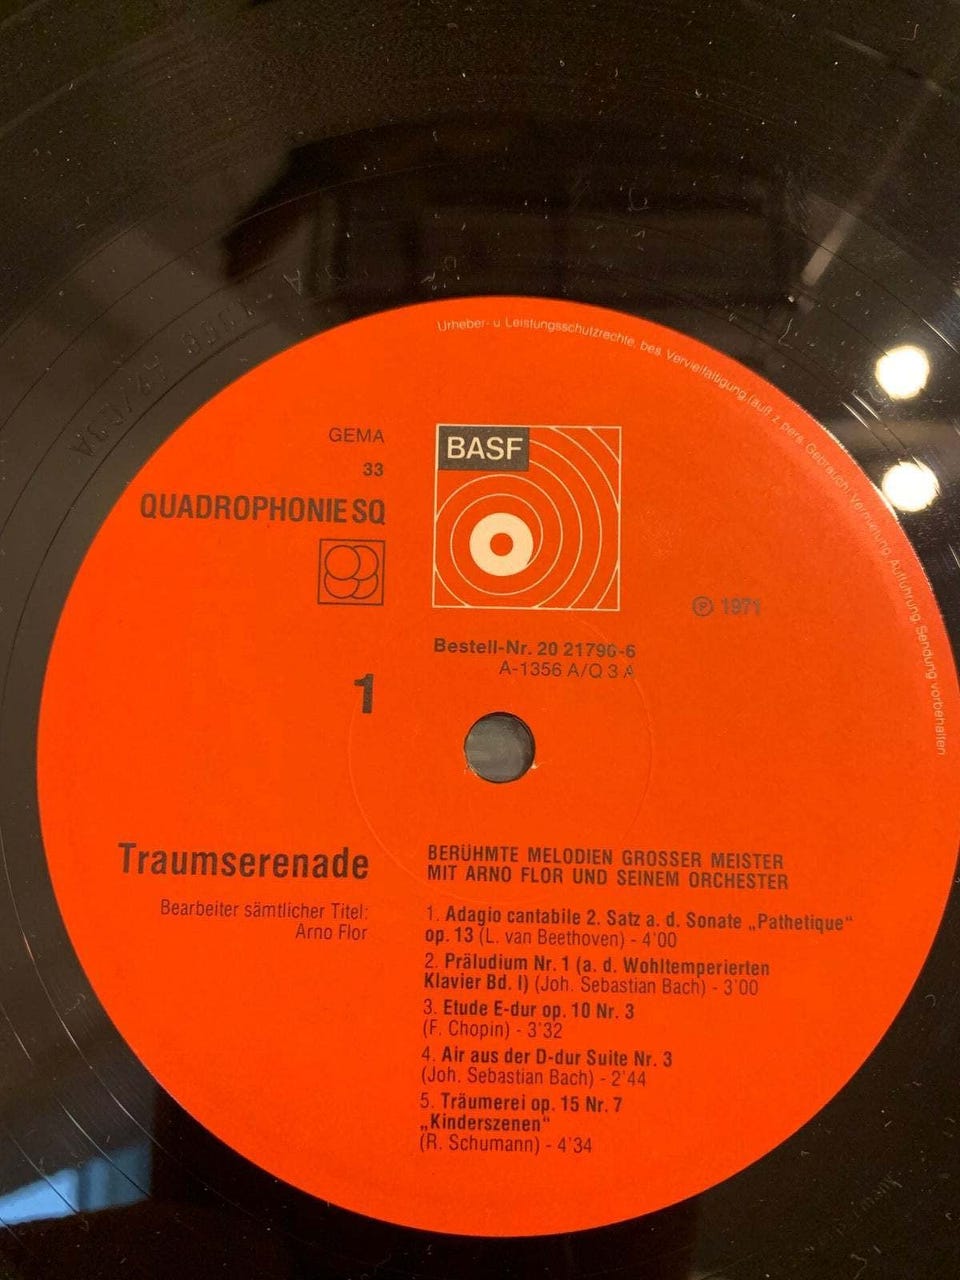 Urheber- u Leistungsschutzrechte, bes. Vervielfältigung, (auß. z. pers. Gebrauch), Vermietung, Aufführung, Sendung vorbehalten
GEMA
33
QUADROPHONIE SQ
BASF
℗ 1971
Bestell-Nr. 20 21796-6
A-1356 A/Q 3 A
1
Traumserenade
Bearbeiter sämtlicher Titel:
Arno Flor
BERÜHMTE MELODIEN GROSSER MEISTER
MIT ARNO FLOR UND SEINEM ORCHESTER
1. Adagio cantabile 2. Satz a. d. Sonate „Pathetique“
op. 13 (L. van Beethoven) - 4'00
2. Präludium Nr. 1 (a. d. Wohltemperierten
Klavier Bd. I) (Joh. Sebastian Bach) - 3'00
3. Etude E-dur op. 10 Nr. 3
(F. Chopin) - 3'32
4. Air aus der D-dur Suite Nr. 3
(Joh. Sebastian Bach) - 2'44
5. Träumerei op. 15 Nr. 7
„Kinderszenen“
(R. Schumann) - 4'34